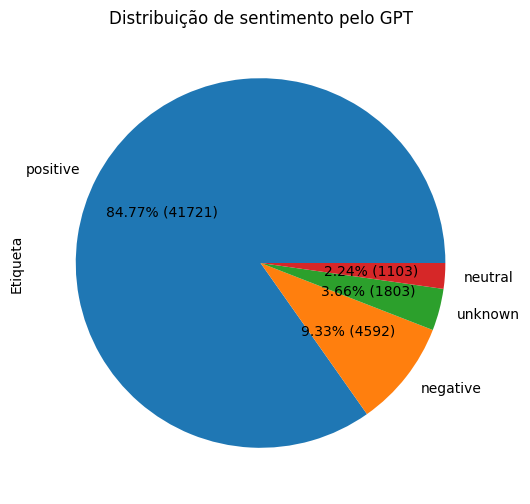 Distribuição de sentimento pelo GPT
positive
84.77% (41721)
Etiqueta
2.24% (1103)
neutral
3.66% (1803)
unknown
9.33% (4592)
negative